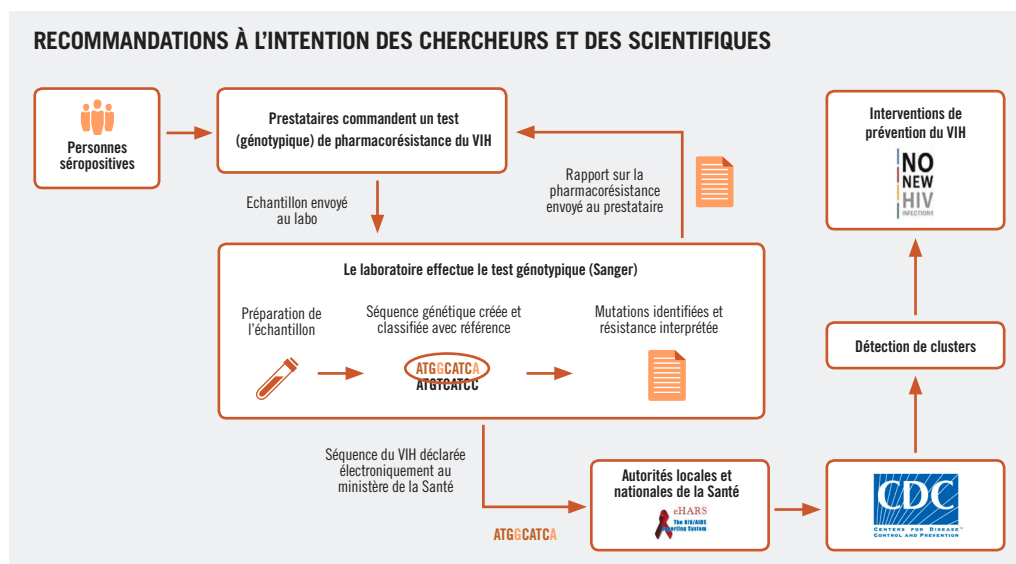 RECOMMANDATIONS À L'INTENTION DES CHERCHEURS ET DES SCIENTIFIQUES
Personnes
séropositives
Prestataires commandent un test
(génotypique) de pharmacorésistance du VIH
Echantillon envoyé
au labo
Rapport sur la
pharmacorésistance
envoyé au prestataire
Le laboratoire effectue le test génotypique (Sanger)
Préparation de
l'échantillon
Séquence génétique créée et
classifiée avec référence
ATGGCATCA
ATGTCATCC
Mutations identifiées et
résistance interprétée
Séquence du VIH déclarée
électroniquement au
ministère de la Santé
ATGGCATCA
Autorités locales et
nationales de la Santé
eHARS
The HIV/AIDS
Reporting System
CDC
CENTERS FOR DISEASE
CONTROL AND PREVENTION
Détection de clusters
Interventions de
prévention du VIH
NO
NEW
HIV
INFECTIONS